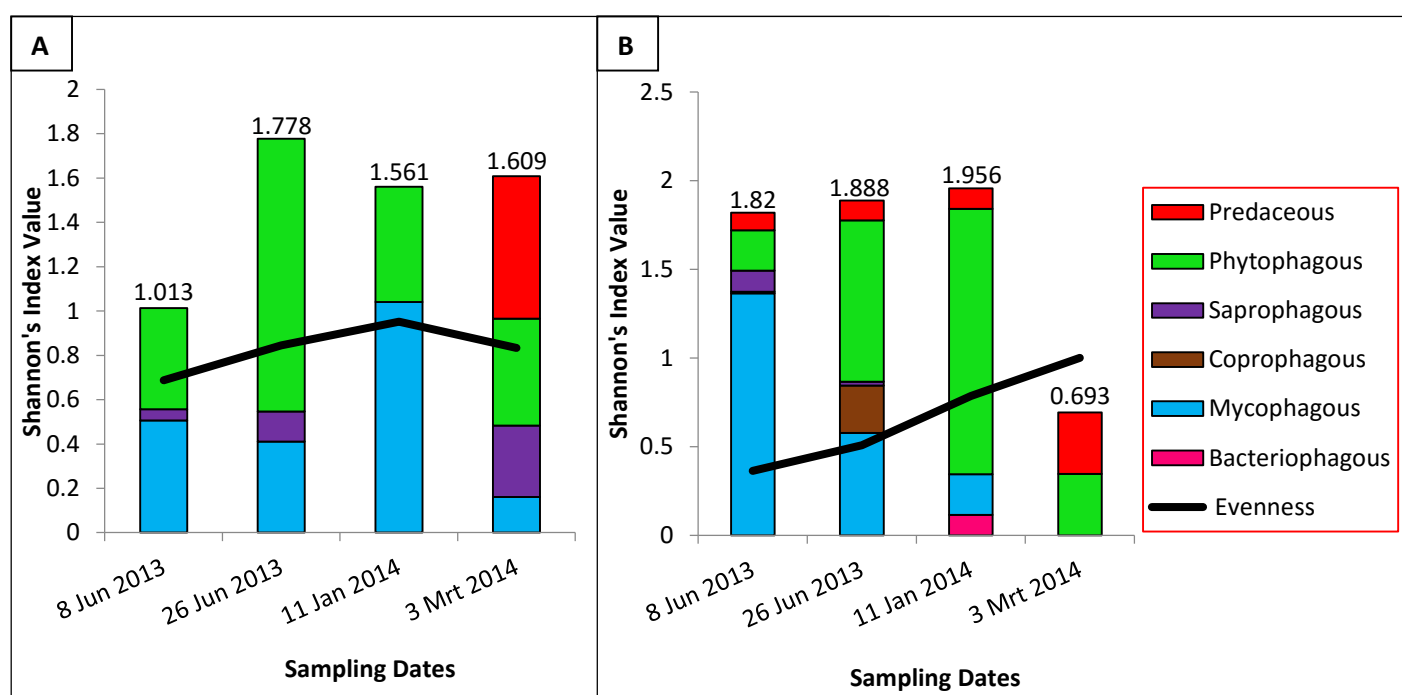 A
Shannon's Index Value
2
1.8
1.6
1.4
1.2
1
0.8
0.6
0.4
0.2
0
1.013
1.778
1.561
1.609
8 Jun 2013
26 Jun 2013
11 Jan 2014
3 Mrt 2014
Sampling Dates
B
Shannon's Index Value
2.5
2
1.5
1
0.5
0
1.82
1.888
1.956
0.693
8 Jun 2013
26 Jun 2013
11 Jan 2014
3 Mrt 2014
Sampling Dates
Predaceous
Phytophagous
Saprophagous
Coprophagous
Mycophagous
Bacteriophagous
Evenness